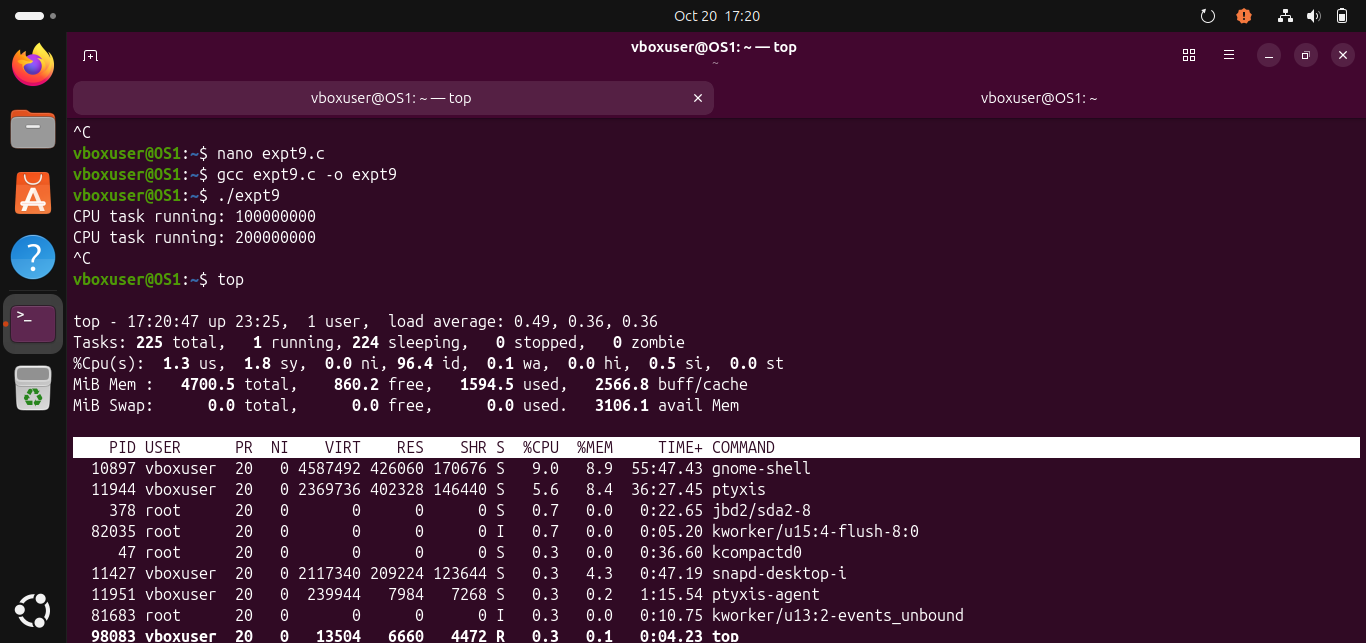 Oct 20 17:20
vboxuser@OS1: ~ — top
~
vboxuser@OS1: ~ — top
vboxuser@OS1: ~
^C
vboxuser@OS1:~$ nano expt9.c
vboxuser@OS1:~$ gcc expt9.c -o expt9
vboxuser@OS1:~$ ./expt9
CPU task running: 100000000
CPU task running: 200000000
^C
vboxuser@OS1:~$ top
top - 17:20:47 up 23:25,  1 user,  load average: 0.49, 0.36, 0.36
Tasks: 225 total,   1 running, 224 sleeping,   0 stopped,   0 zombie
%Cpu(s):  1.3 us,  1.8 sy,  0.0 ni, 96.4 id,  0.1 wa,  0.0 hi,  0.5 si,  0.0 st
MiB Mem :   4700.5 total,    860.2 free,   1594.5 used,   2566.8 buff/cache
MiB Swap:      0.0 total,      0.0 free,      0.0 used.   3106.1 avail Mem
PID USER      PR  NI    VIRT    RES    SHR S  %CPU  %MEM     TIME+ COMMAND
10897 vboxuser  20   0 4587492 426060 170676 S   9.0   8.9  55:47.43 gnome-shell
11944 vboxuser  20   0 2369736 402328 146440 S   5.6   8.4  36:27.45 ptyxis
378 root      20   0       0      0      0 S   0.7   0.0   0:22.65 jbd2/sda2-8
82035 root      20   0       0      0      0 I   0.7   0.0   0:05.20 kworker/u15:4-flush-8:0
47 root      20   0       0      0      0 S   0.3   0.0   0:36.60 kcompactd0
11427 vboxuser  20   0 2117340 209224 123644 S   0.3   4.3   0:47.19 snapd-desktop-i
11951 vboxuser  20   0  239944   7984   7268 S   0.3   0.2   1:15.54 ptyxis-agent
81683 root      20   0       0      0      0 I   0.3   0.0   0:10.75 kworker/u13:2-events_unbound
98083 vboxuser  20   0   13504   6660   4472 R   0.3   0.1   0:04.23 top